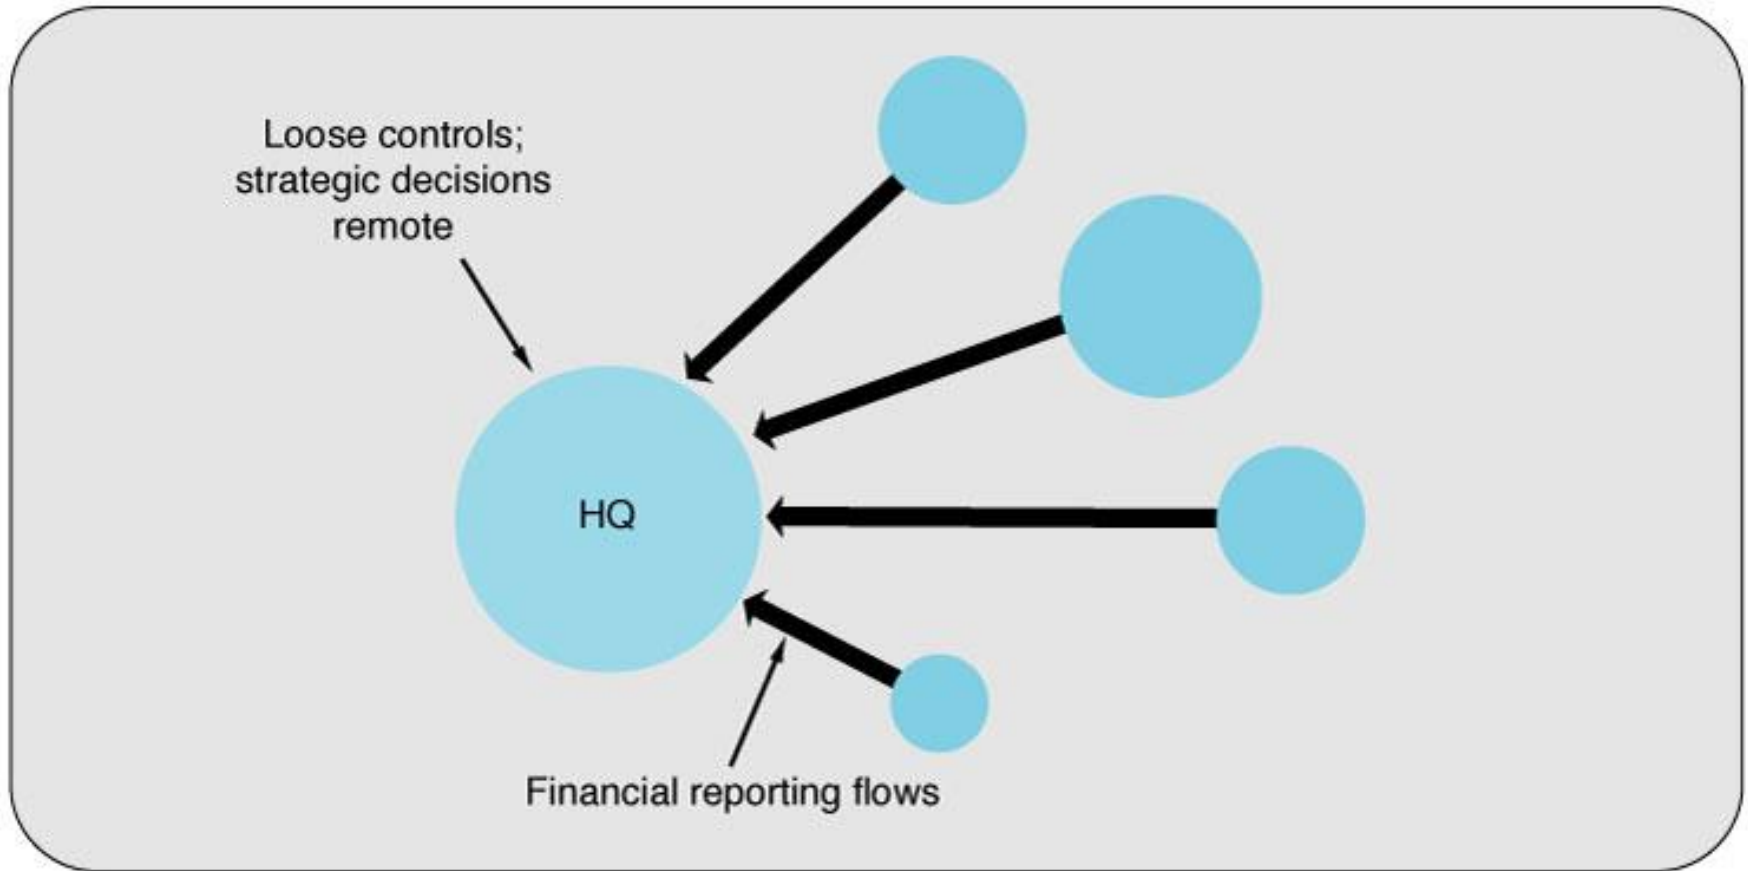 Loose controls;
strategic decisions
remote
HQ
Financial reporting flows